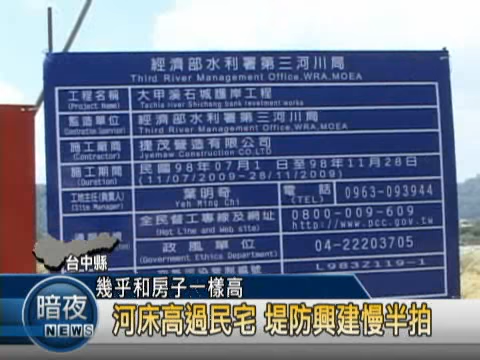 經濟部水利署第三河川局
Third River Management Office, WRA, MOEA
工程名稱 (Project Name) 大甲溪石城護岸工程
Tachia river Shicheng bank revetment works
監造單位 經濟部水利署第三河川局
Third River Management Office, WRA, MOEA
施工廠商 (Contractor) 捷茂營造有限公司
Jyemaw Construction CO.LTD
施工期間 (Duration) 民國98年07月11日至98年11月28日
(11/07/2009~28/11/2009)
工地主任(負責人) (Site Manager) 葉明奇 Yeh Ming Chi 電話 (TEL) 0963-093944
全民督工專線及網址 (Hot Line and Web site) 0800-009-609
http://www.pcc.gov.tw
政風單位 (Government Ethics Department) 04-22203705
L9832119-1
台中縣
幾乎和房子一樣高
暗夜 NEWS
河床高過民宅 堤防興建慢半拍